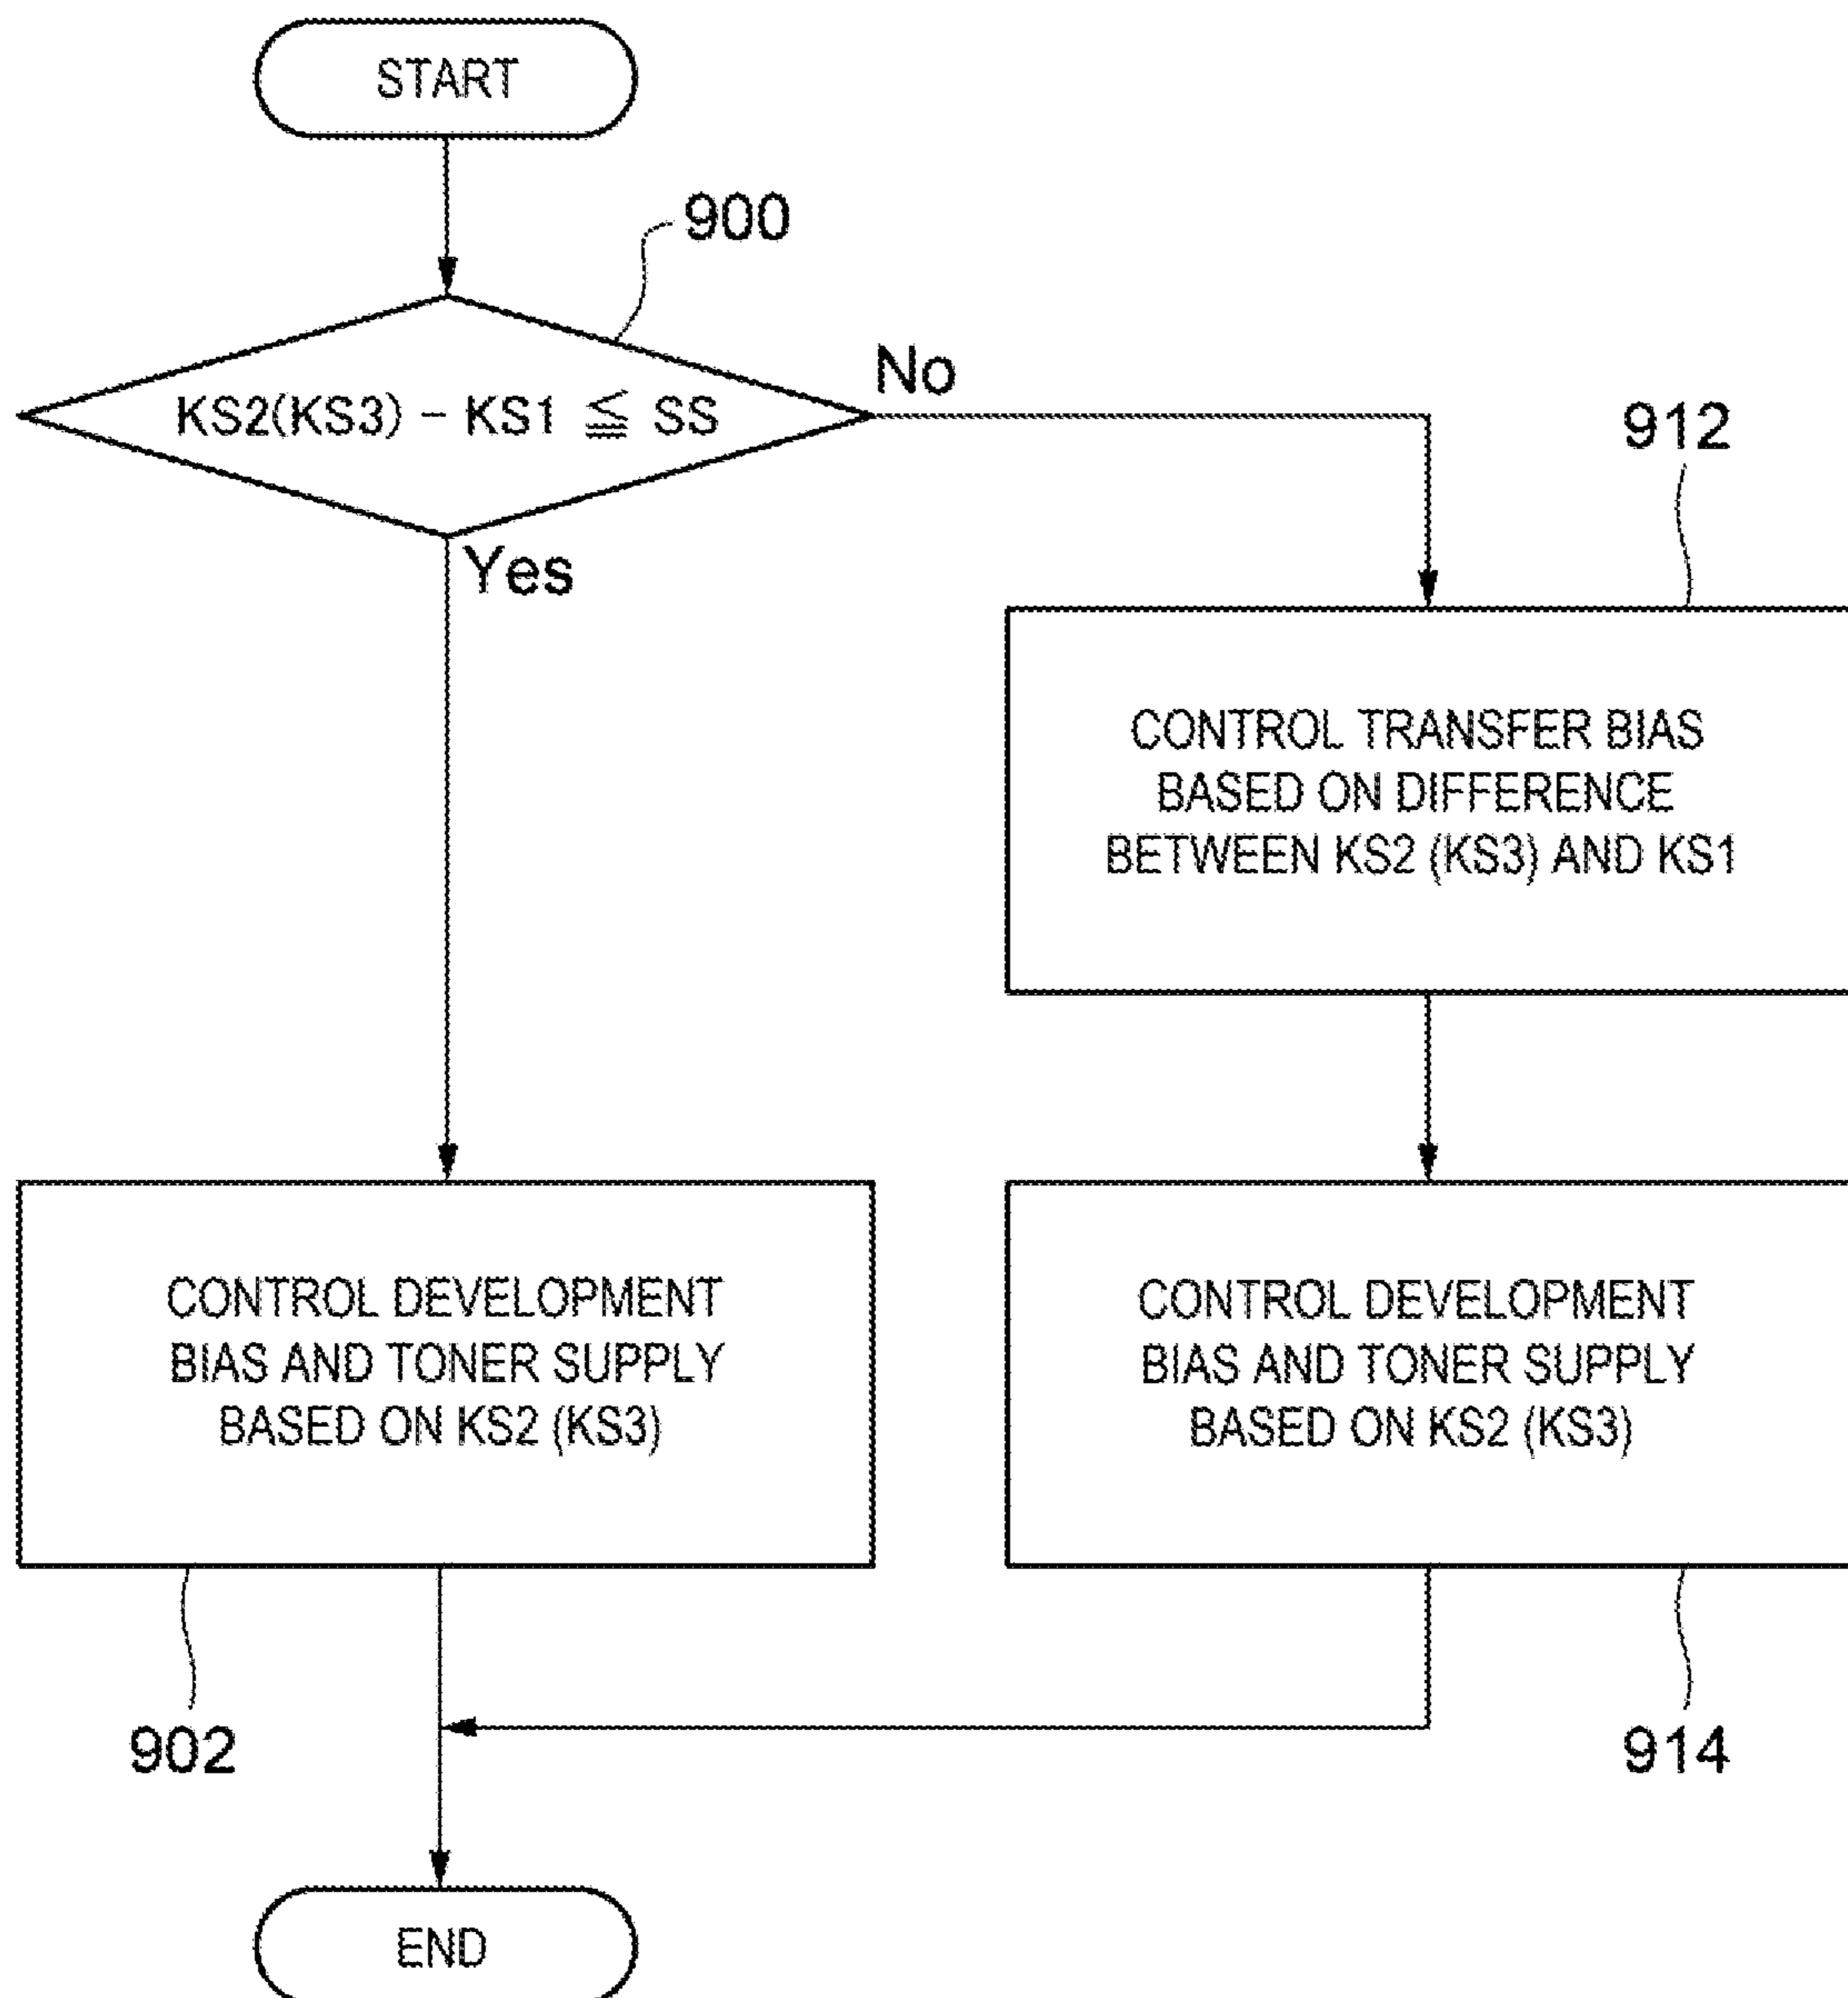 START
900
KS2(KS3) – KS1 ≦ SS
No
Yes
912
CONTROL TRANSFER BIAS
BASED ON DIFFERENCE
BETWEEN KS2 (KS3) AND KS1
CONTROL DEVELOPMENT
BIAS AND TONER SUPPLY
BASED ON KS2 (KS3)
CONTROL DEVELOPMENT
BIAS AND TONER SUPPLY
BASED ON KS2 (KS3)
902
914
END